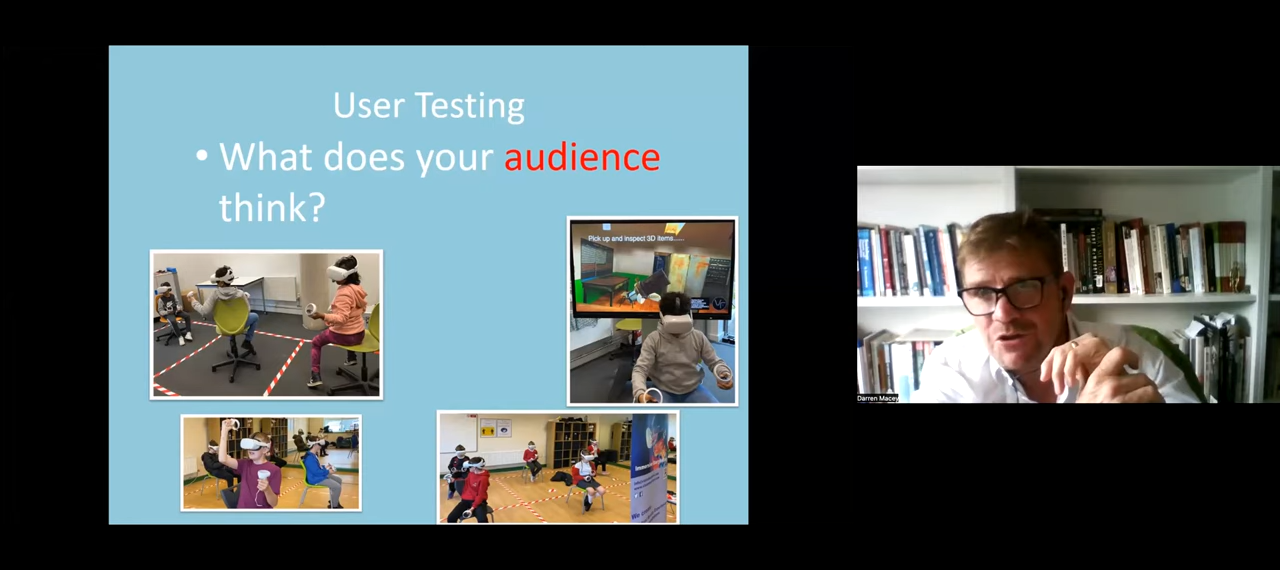 User Testing
• What does your audience
think?
Pick up and inspect 3D items......
Darren Macey